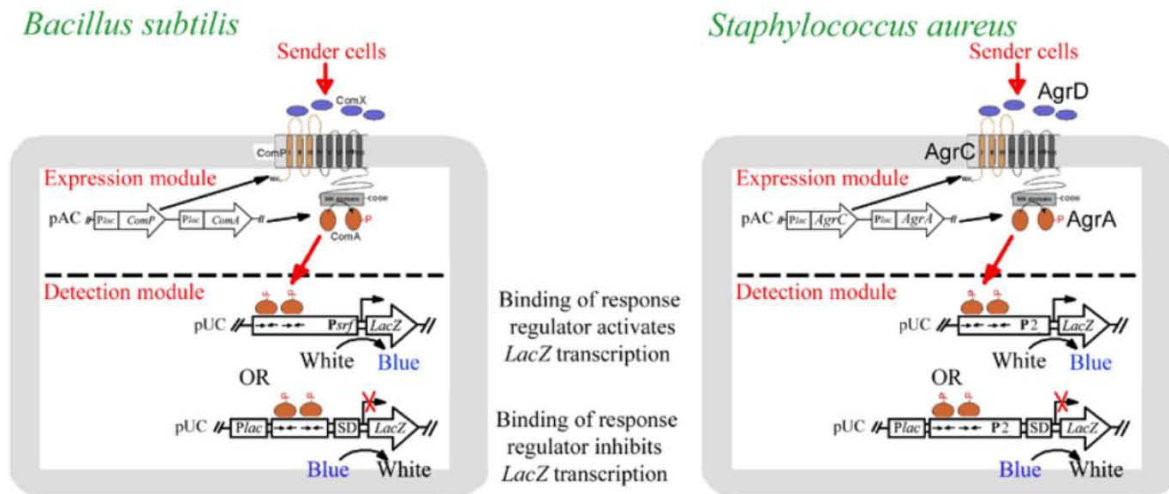 Bacillus subtilis
Sender cells
ComX
ComP
Expression module
pAC
Plac ComP
Plac ComA
COOH
P
ComA
Detection module
P P
pUC
Psrf
LacZ
White
Blue
OR
P P
pUC
Plac
SD
LacZ
Blue
White
Binding of response
regulator activates
LacZ transcription
Binding of response
regulator inhibits
LacZ transcription
Staphylococcus aureus
Sender cells
AgrD
AgrC
Expression module
pAC
Plac AgrC
Plac AgrA
COOH
P
AgrA
Detection module
P P
pUC
P2
LacZ
White
Blue
OR
P P
pUC
Plac
P2
SD
LacZ
Blue
White